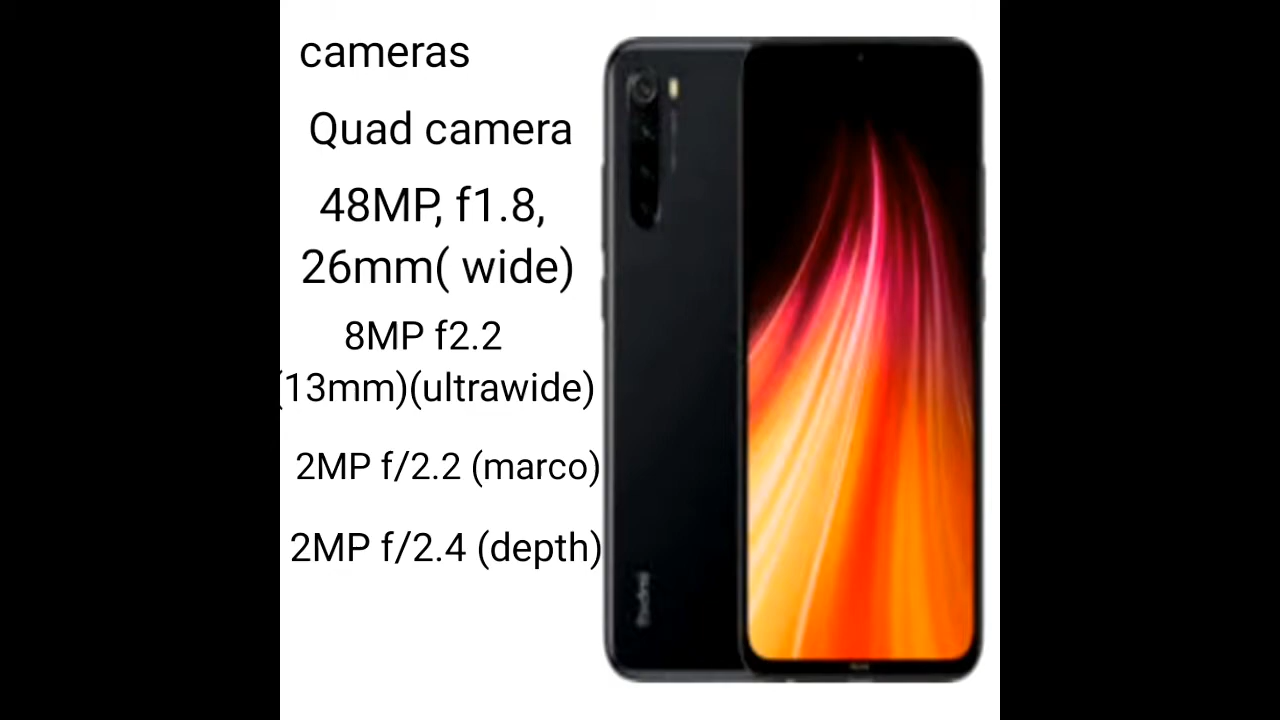 cameras
Quad camera
48MP, f1.8,
26mm( wide)
8MP f2.2
(13mm)(ultrawide)
2MP f/2.2 (marco)
2MP f/2.4 (depth)
Redmi